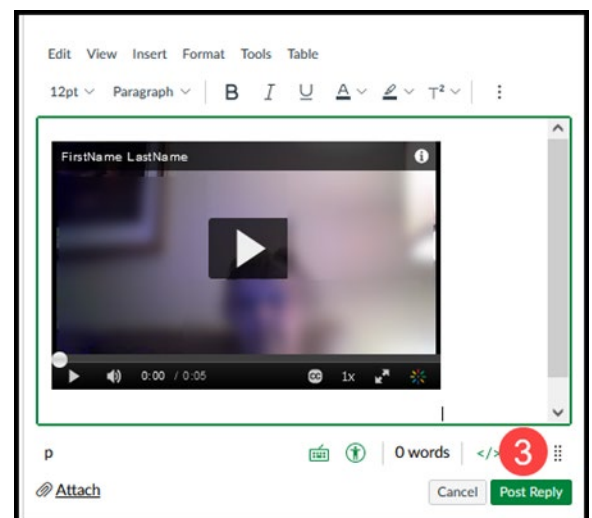 Edit View Insert Format Tools Table
12pt Paragraph B I U A T²
FirstName LastName
0:00 / 0:05 CC 1x
p 0 words </> 3
Attach Cancel Post Reply